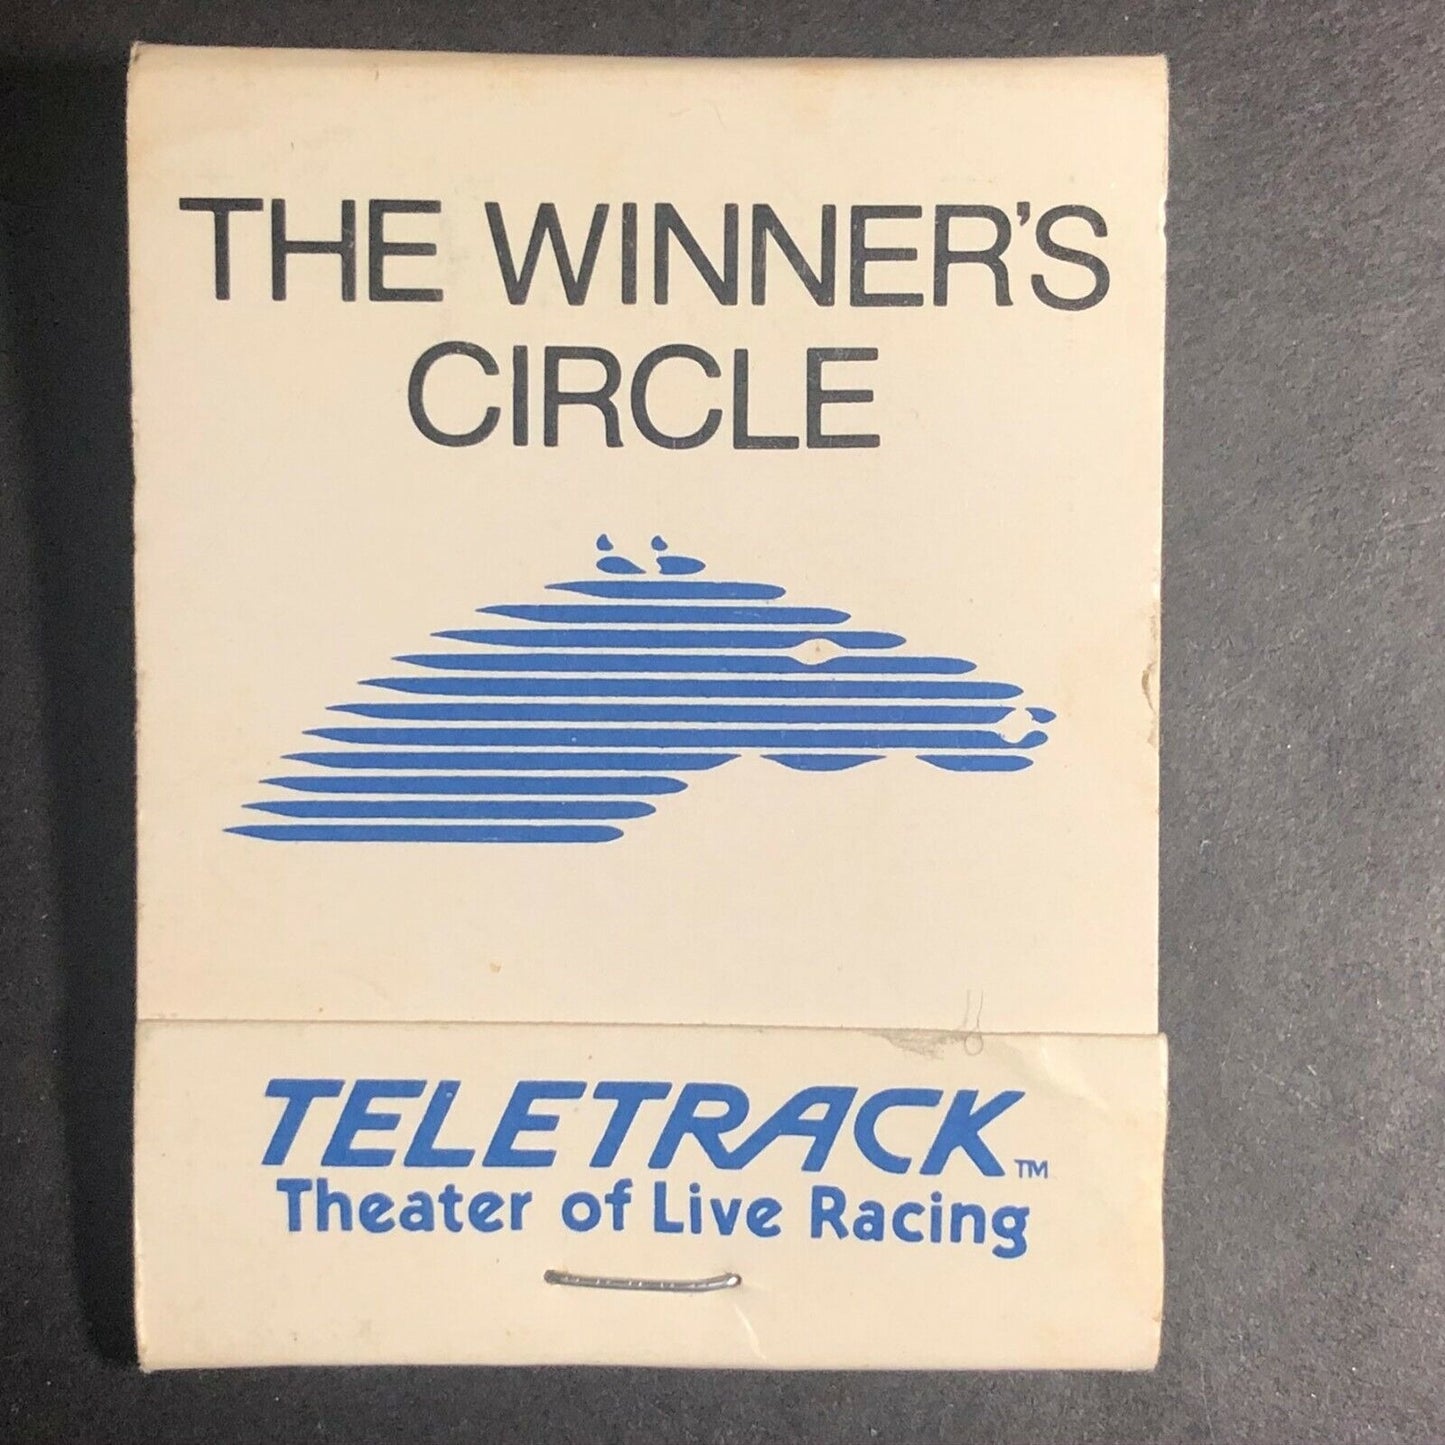 THE WINNER'S
CIRCLE
TELETRACK™
Theater of Live Racing